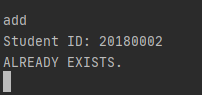 add
Student ID: 20180002
ALREADY EXISTS.